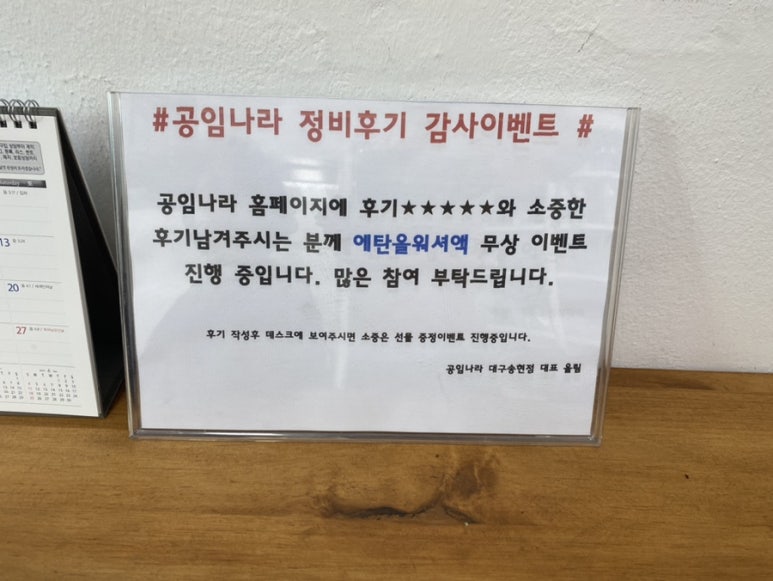 #공임나라 정비후기 감사이벤트 #
공임나라 홈페이지에 후기★★★★★와 소중한
후기남겨주시는 분께 에탄올워셔액 무상 이벤트
진행 중입니다. 많은 참여 부탁드립니다.
후기 작성후 데스크에 보여주시면 소중은 선물 증정이벤트 진행중입니다.
공임나라 대구송현점 대표 올림
13
20
27